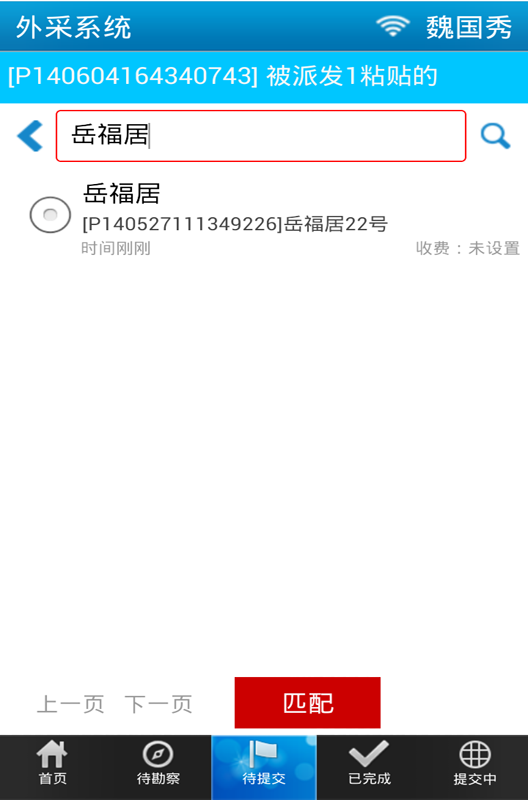 外采系统 魏国秀
[P140604164340743] 被派发1粘贴的
岳福居
岳福居
[P140527111349226]岳福居22号
时间刚刚 收费：未设置
上一页 下一页 匹配
首页 待勘察 待提交 已完成 提交中